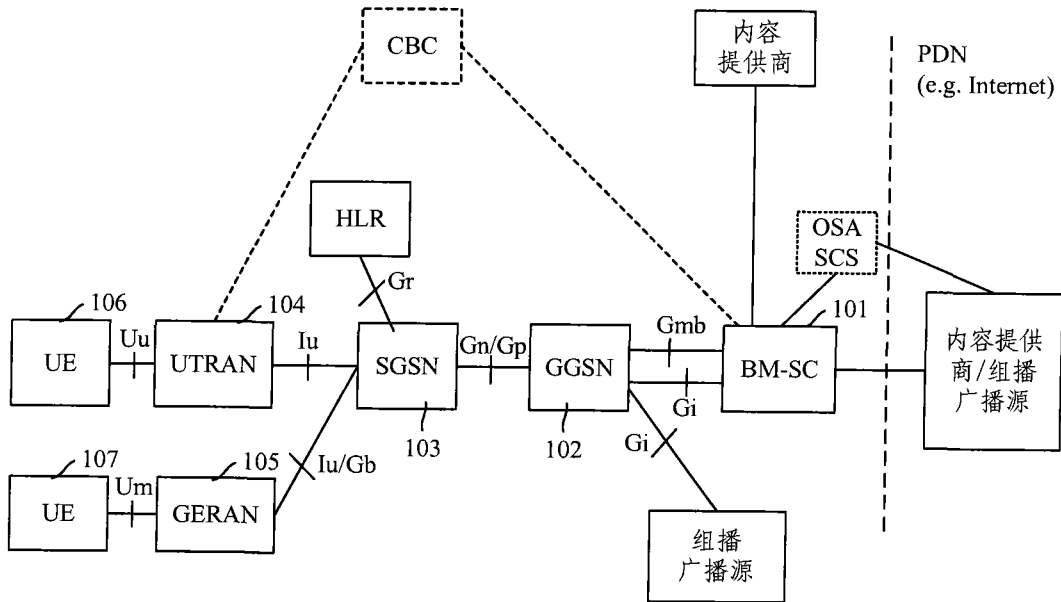 CBC
内容
提供商
PDN
(e.g. Internet)
HLR
OSA
SCS
Gr
106
104
101
UE
Uu
UTRAN
Iu
SGSN
Gn/Gp
GGSN
Gmb
Gi
BM-SC
内容提供
商/组播
广播源
103
102
Gi
107
105
Iu/Gb
UE
Um
GERAN
组播
广播源